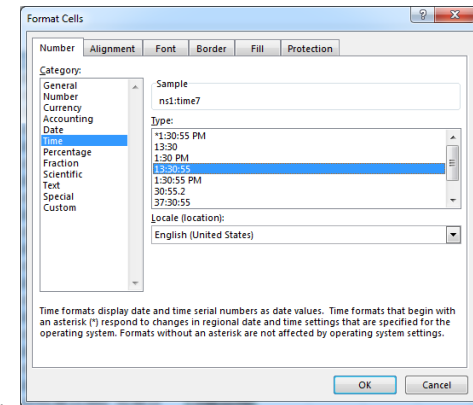 Format Cells
Number Alignment Font Border Fill Protection
Category:
General
Number
Currency
Accounting
Date
Time
Percentage
Fraction
Scientific
Text
Special
Custom
Sample
ns1:time7
Type:
*1:30:55 PM
13:30
1:30 PM
13:30:55
1:30:55 PM
30:55.2
37:30:55
Locale (location):
English (United States)
Time formats display date and time serial numbers as date values. Time formats that begin with
an asterisk (*) respond to changes in regional date and time settings that are specified for the
operating system. Formats without an asterisk are not affected by operating system settings.
OK Cancel